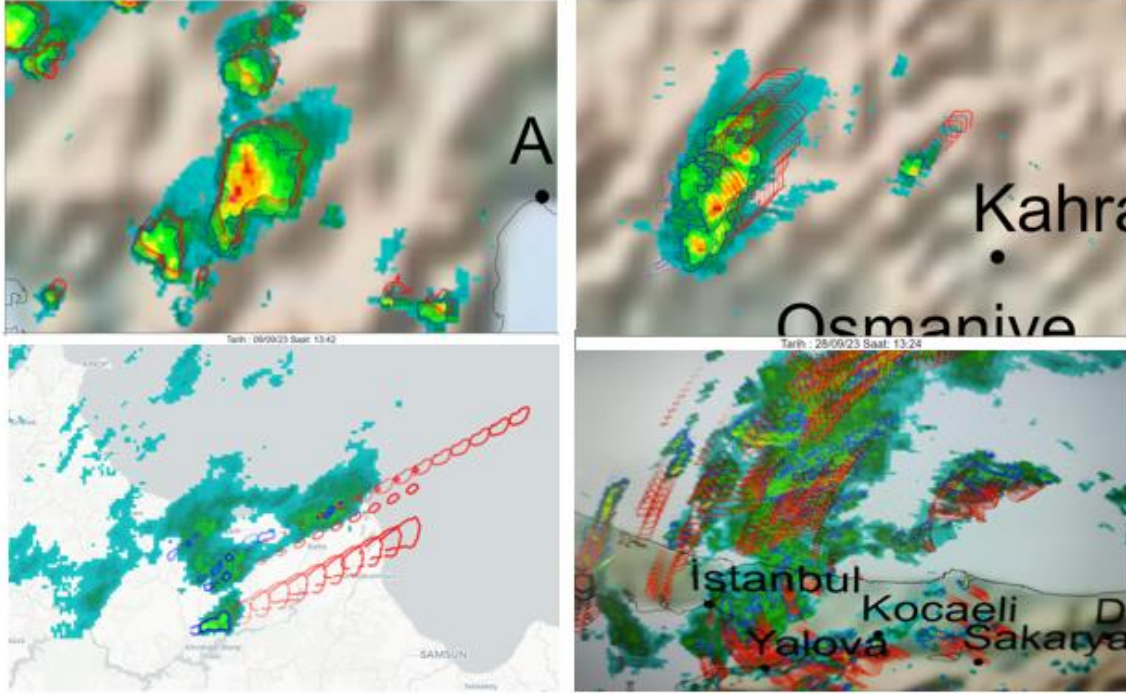 A
Kahra
Osmaniye
Tarih : 09/09/23 Saat: 13:42
Tarih : 28/09/23 Saat: 13:24
SAMSUN
İstanbul
Kocaeli
Yalova
Sakarya
D
g